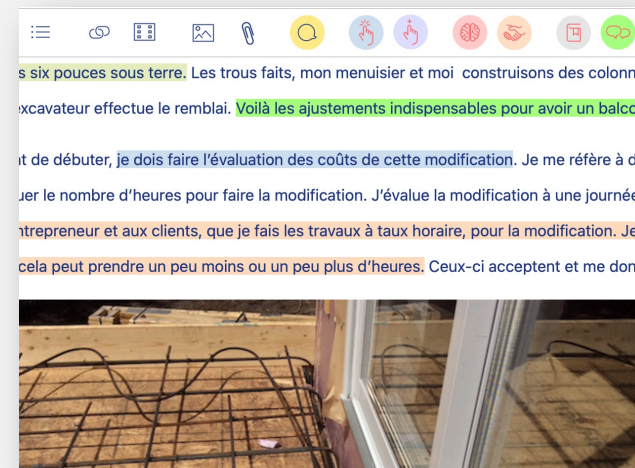 s six pouces sous terre. Les trous faits, mon menuisier et moi construisons des colonn
excavateur effectue le remblai. Voilà les ajustements indispensables pour avoir un balco
t de débuter, je dois faire l’évaluation des coûts de cette modification. Je me réfère à d
uer le nombre d’heures pour faire la modification. J’évalue la modification à une journée
ntrepreneur et aux clients, que je fais les travaux à taux horaire, pour la modification. Je
cela peut prendre un peu moins ou un peu plus d’heures. Ceux-ci acceptent et me don